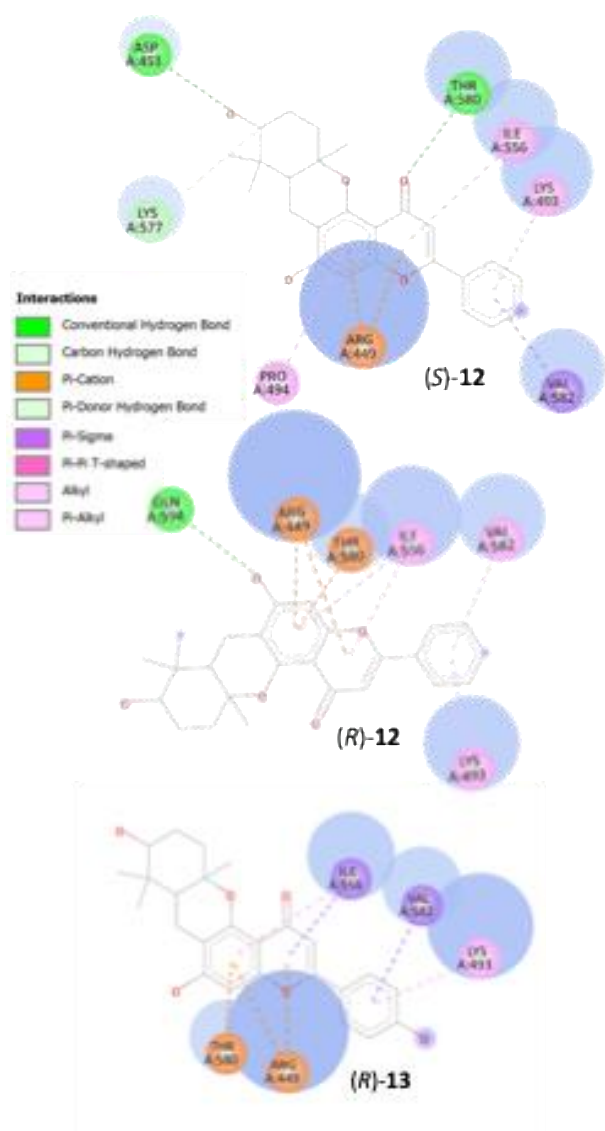 ASP
A:453
THR
A:580
ILE
A:556
LYS
A:493
LYS
A:577
ARG
A:449
PRO
A:494
VAL
A:582
(S)-12
Interactions
Conventional Hydrogen Bond
Carbon Hydrogen Bond
Pi-Cation
Pi-Donor Hydrogen Bond
Pi-Sigma
Pi-Pi T-shaped
Alkyl
Pi-Alkyl
GLN
A:598
ARG
A:449
THR
A:580
ILE
A:556
VAL
A:582
LYS
A:493
(R)-12
ILE
A:556
VAL
A:582
LYS
A:493
THR
A:580
ARG
A:449
(R)-13